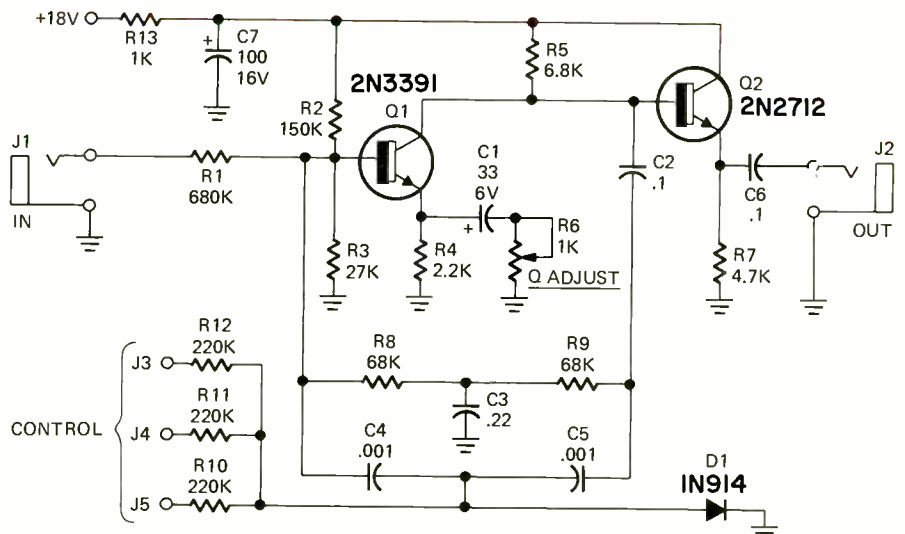 +18V
R13
1K
+
C7
100
16V
R2
150K
2N3391
Q1
R5
6.8K
Q2
2N2712
J1
IN
R1
680K
C1
33
6V
+
R6
1K
Q ADJUST
R3
27K
R4
2.2K
C2
.1
C6
.1
J2
OUT
R7
4.7K
CONTROL
J3
R12
220K
J4
R11
220K
J5
R10
220K
R8
68K
R9
68K
C3
.22
C4
.001
C5
.001
D1
1N914